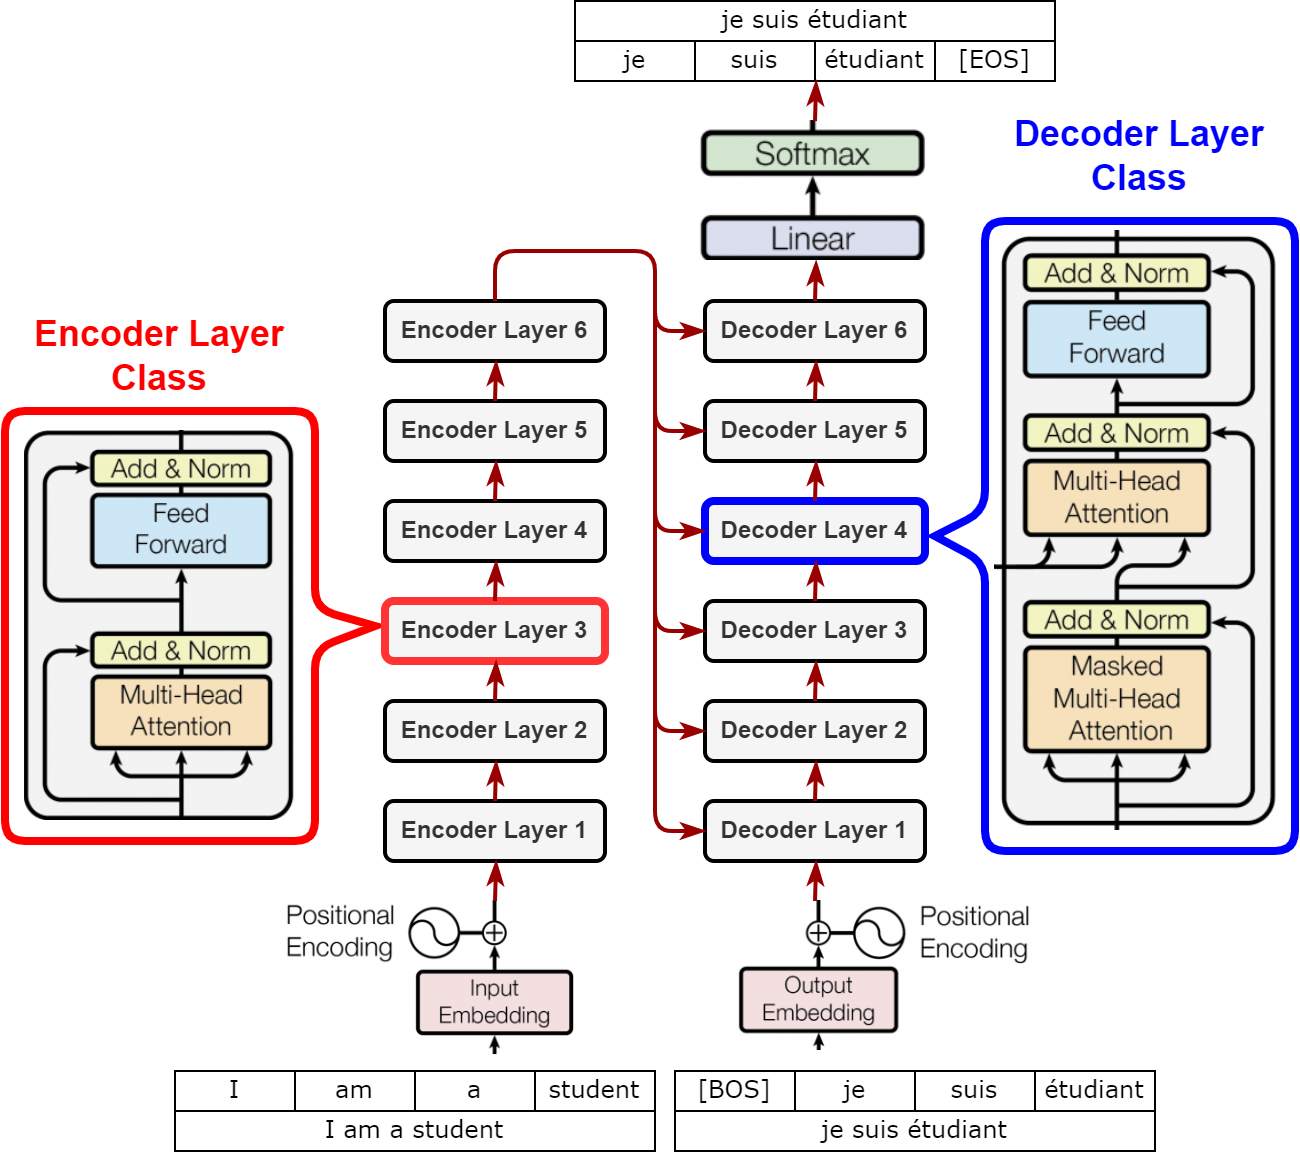 je suis étudiant
je suis étudiant [EOS]
Softmax
Linear
Decoder Layer
Class
Add & Norm
Feed
Forward
Add & Norm
Multi-Head
Attention
Add & Norm
Masked
Multi-Head
Attention
Encoder Layer
Class
Add & Norm
Feed
Forward
Add & Norm
Multi-Head
Attention
Encoder Layer 6
Encoder Layer 5
Encoder Layer 4
Encoder Layer 3
Encoder Layer 2
Encoder Layer 1
Decoder Layer 6
Decoder Layer 5
Decoder Layer 4
Decoder Layer 3
Decoder Layer 2
Decoder Layer 1
Positional
Encoding
Positional
Encoding
Input
Embedding
Output
Embedding
I am a student
I am a student
[BOS] je suis étudiant
je suis étudiant